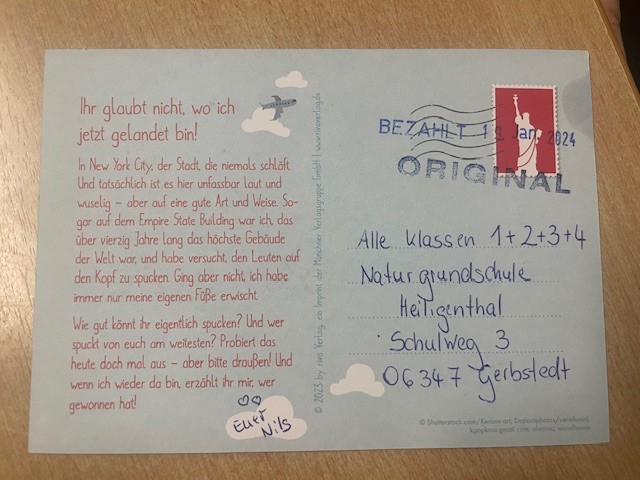 Ihr glaubt nicht, wo ich
jetzt gelandet bin!
In New York City, der Stadt, die niemals schläft.
Und tatsächlich ist es hier unfassbar laut und
wuselig – aber auf eine gute Art und Weise. So-
gar auf dem Empire State Building war ich, das
über vierzig Jahre lang das höchste Gebäude
der Welt war, und habe versucht, den Leuten auf
den Kopf zu spucken. Ging aber nicht, ich habe
immer nur meine eigenen Füße erwischt.
Wie gut könnt ihr eigentlich spucken? Und wer
spuckt von euch am weitesten? Probiert das
heute doch mal aus – aber bitte draußen! Und
wenn ich wieder da bin, erzählt ihr mir, wer
gewonnen hat!
Euer
Nils
© 2023 by riva Verlag, ein Imprint der Münchner Verlagsgruppe GmbH | www.rivaverlag.de
BEZAHLT Jan. 2024
ORIGINAL
Alle Klassen 1+2+3+4
Naturgrundschule
Heiligenthal
Schulweg 3
06347 Gerbstedt
© Shutterstock.com/